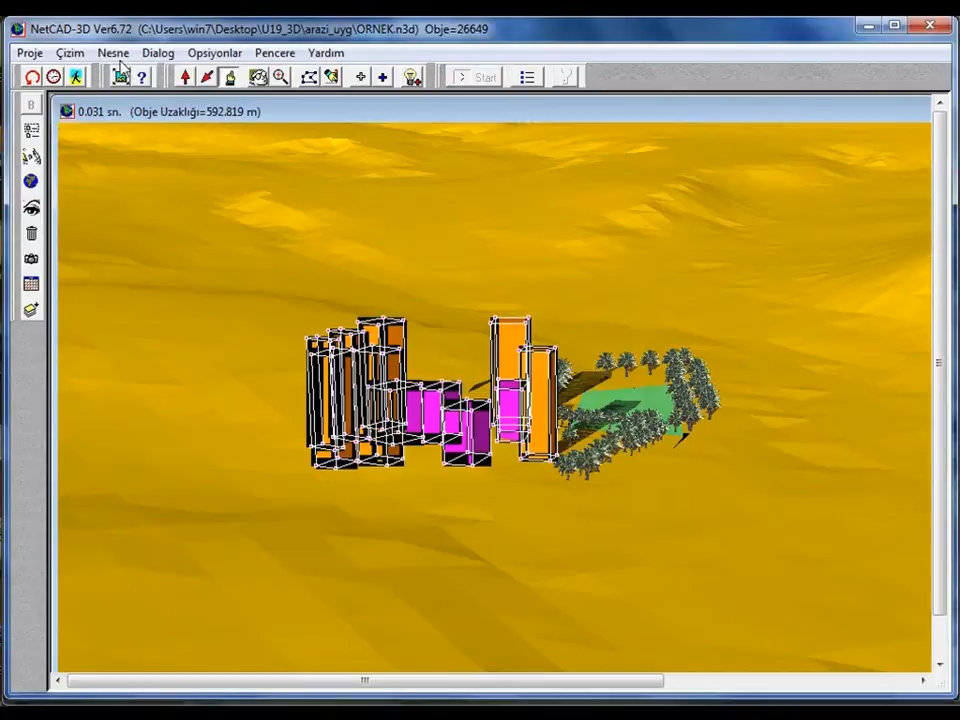 NetCAD-3D Ver6.72 (C:\Users\win7\Desktop\U19_3D\arazi_uyg\ORNEK.n3d) Obje=26649
Proje Çizim Nesne Dialog Opsiyonlar Pencere Yardım
Start
B
0.031 sn. (Obje Uzaklığı=592.819 m)